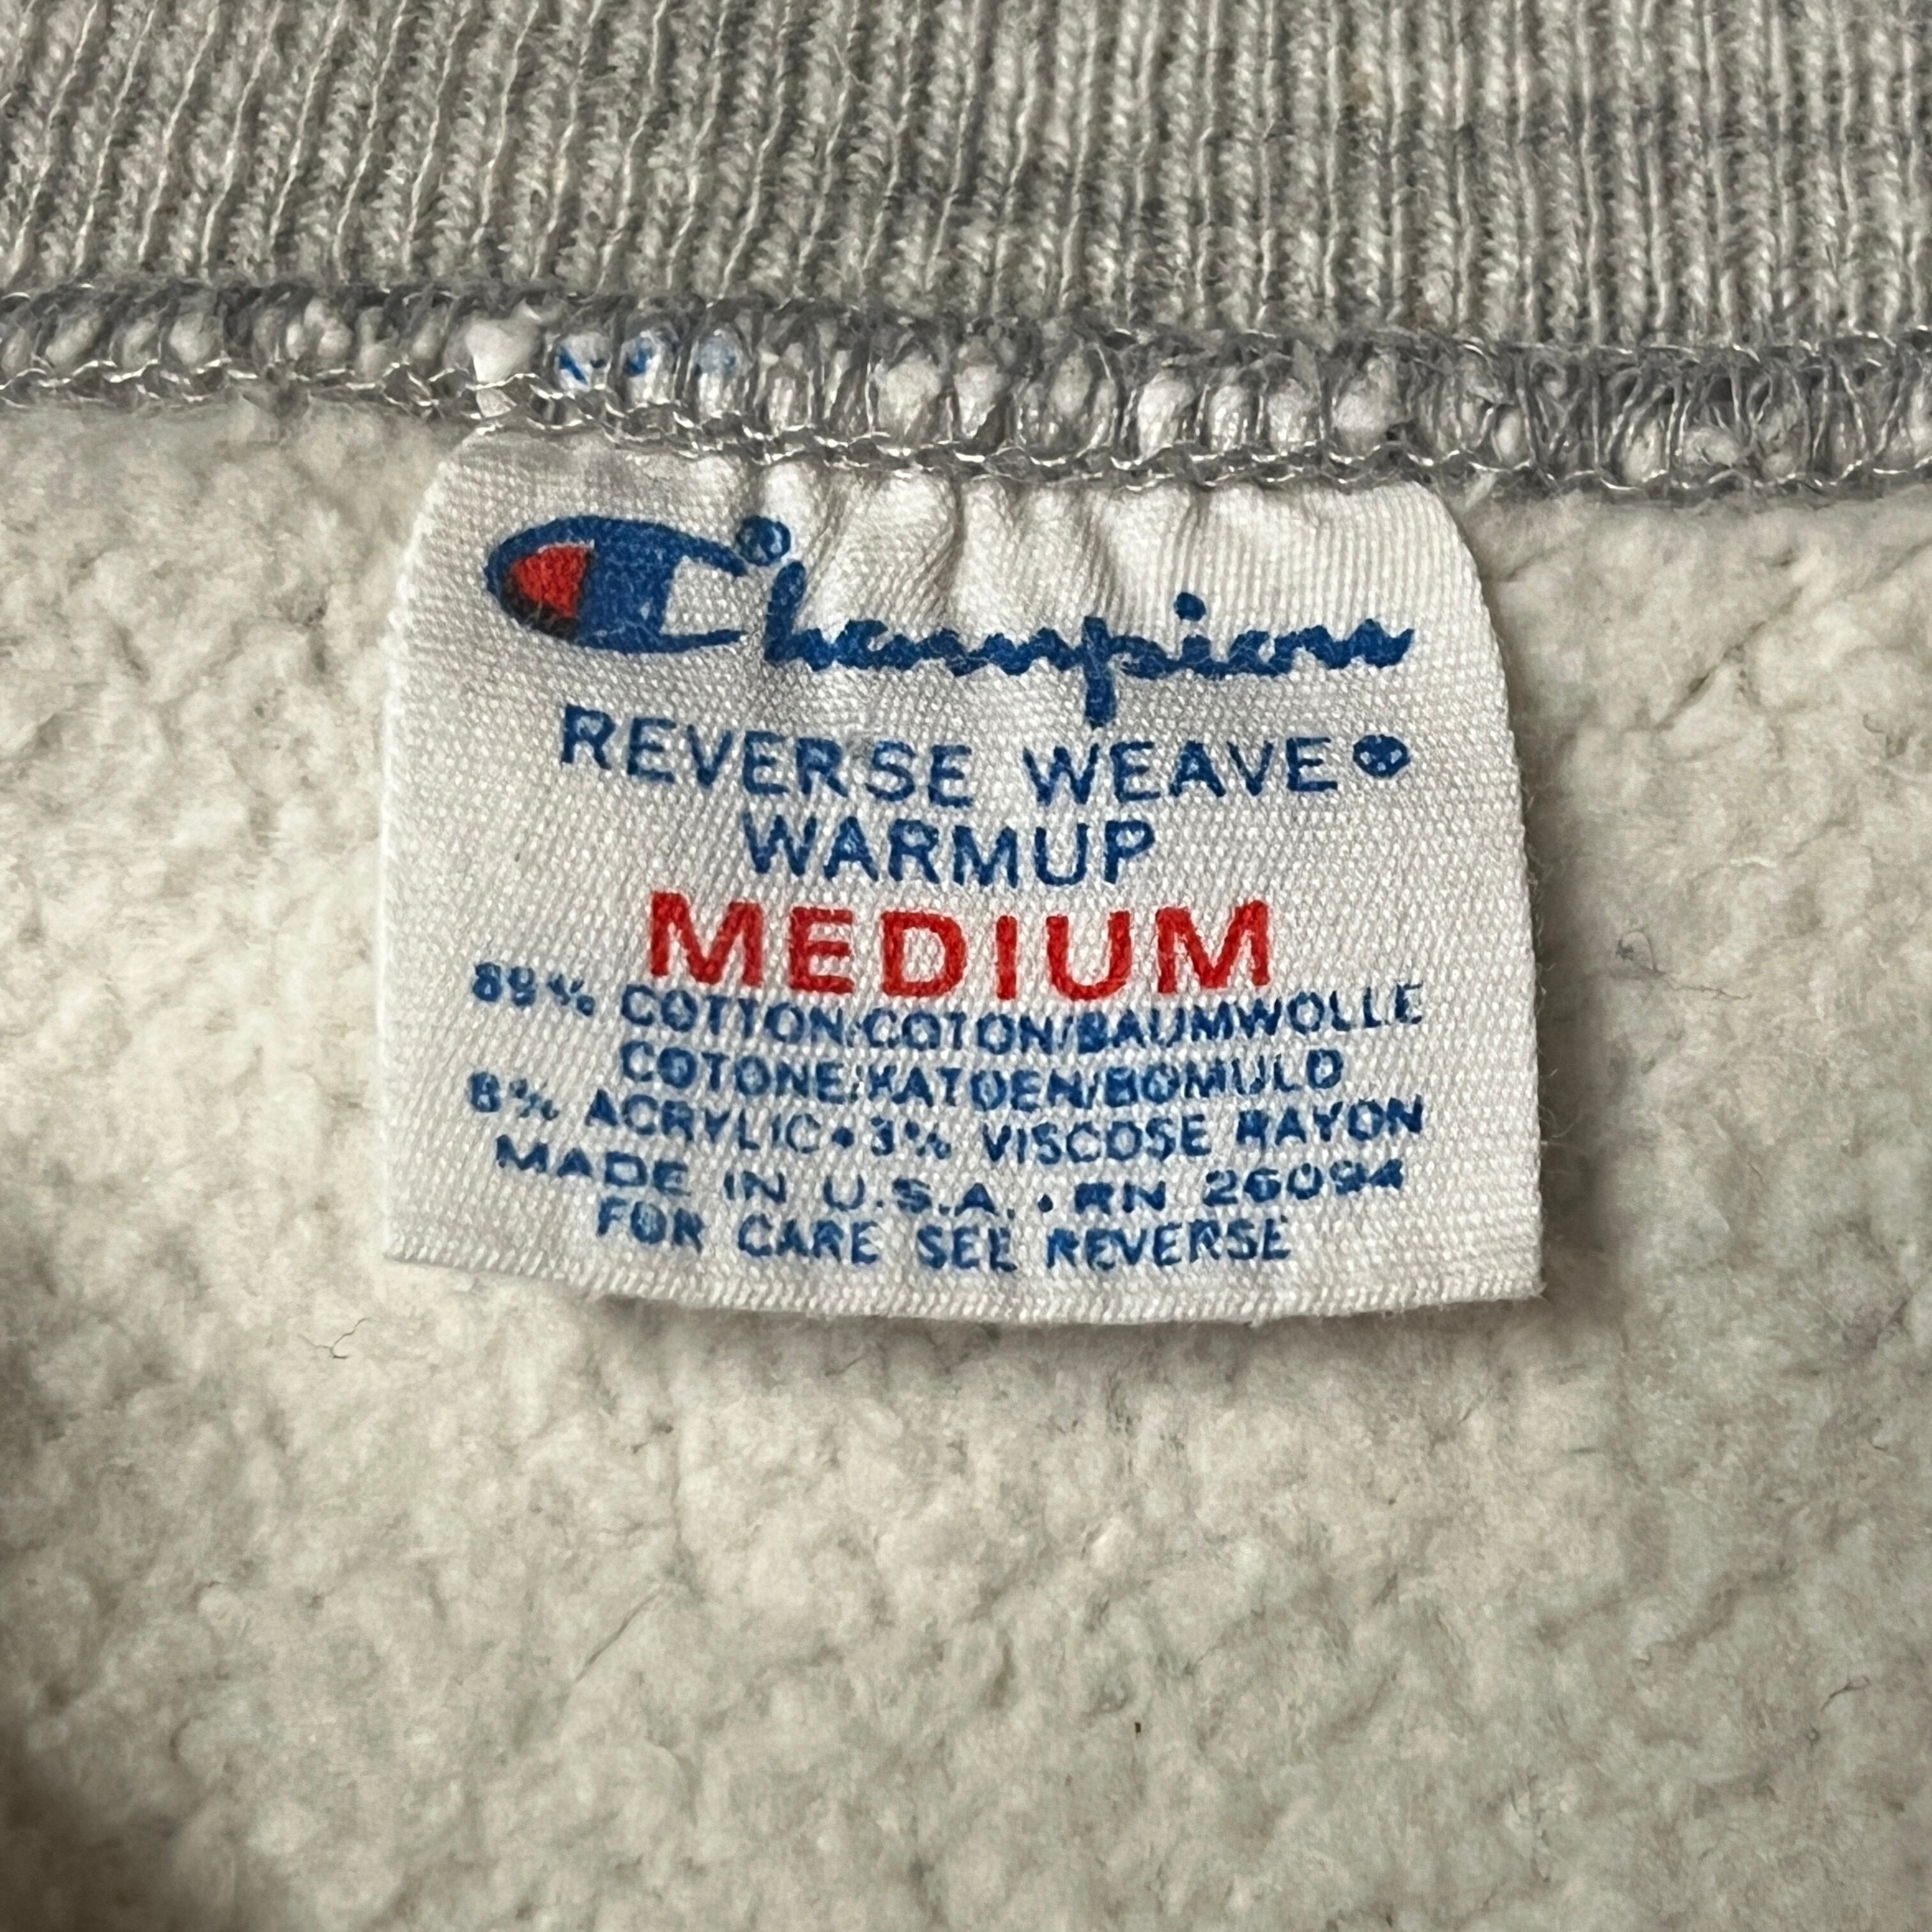 Champion®
REVERSE WEAVE®
WARMUP
MEDIUM
89% COTTON/COTON/BAUMWOLLE
COTONE/KATOEN/BOMULD
8% ACRYLIC • 3% VISCOSE RAYON
MADE IN U.S.A. • RN 26094
FOR CARE SEE REVERSE